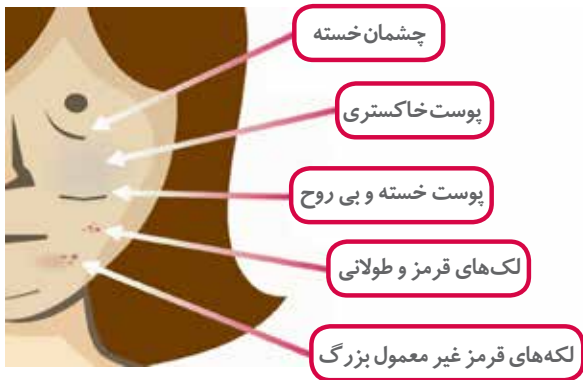 چشمان خسته
پوست خاکستری
پوست خسته و بی روح
لک‌های قرمز و طولانی
لکه‌های قرمز غیر معمول بزرگ